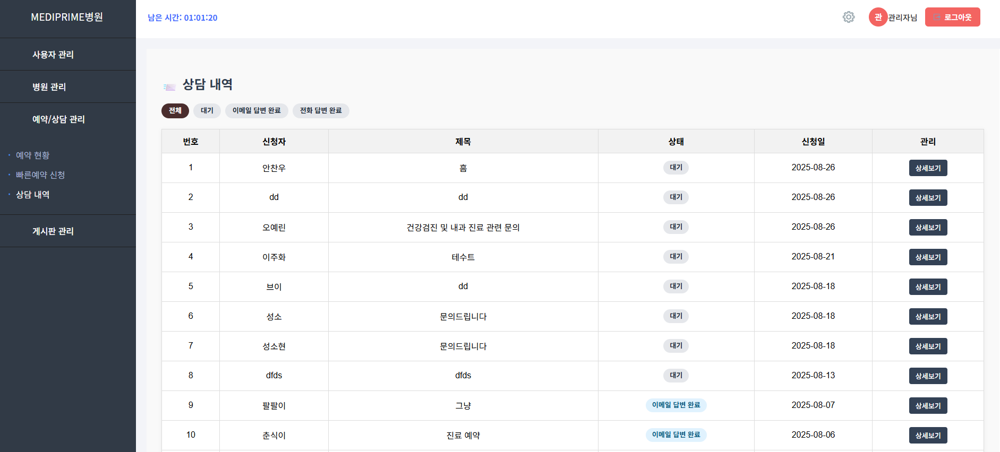 MEDIPRIME병원
사용자 관리
병원 관리
예약/상담 관리
예약 현황
빠른예약 신청
상담 내역
게시판 관리
남은 시간: 01:01:20
관 관리자님 로그아웃
상담 내역
전체 대기 이메일 답변 완료 전화 답변 완료
번호 신청자 제목 상태 신청일 관리
1 안찬우 흠 대기 2025-08-26 상세보기
2 dd dd 대기 2025-08-26 상세보기
3 오예린 건강검진 및 내과 진료 관련 문의 대기 2025-08-26 상세보기
4 이주화 테수트 대기 2025-08-21 상세보기
5 브이 dd 대기 2025-08-18 상세보기
6 성소 문의드립니다 대기 2025-08-18 상세보기
7 성소현 문의드립니다 대기 2025-08-18 상세보기
8 dfds dfds 대기 2025-08-13 상세보기
9 팔팔이 그냥 이메일 답변 완료 2025-08-07 상세보기
10 춘식이 진료 예약 이메일 답변 완료 2025-08-06 상세보기